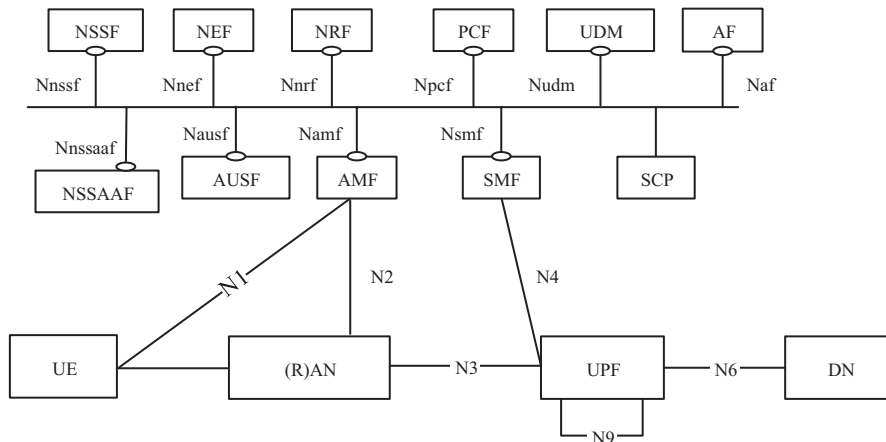 NSSF NEF NRF PCF UDM AF
Nnssf Nnef Nnrf Npcf Nudm Naf
Nnssaaf Nausf Namf Nsmf
NSSAAF AUSF AMF SMF SCP
N1 N2 N4
UE (R)AN N3 UPF N6 DN
N9